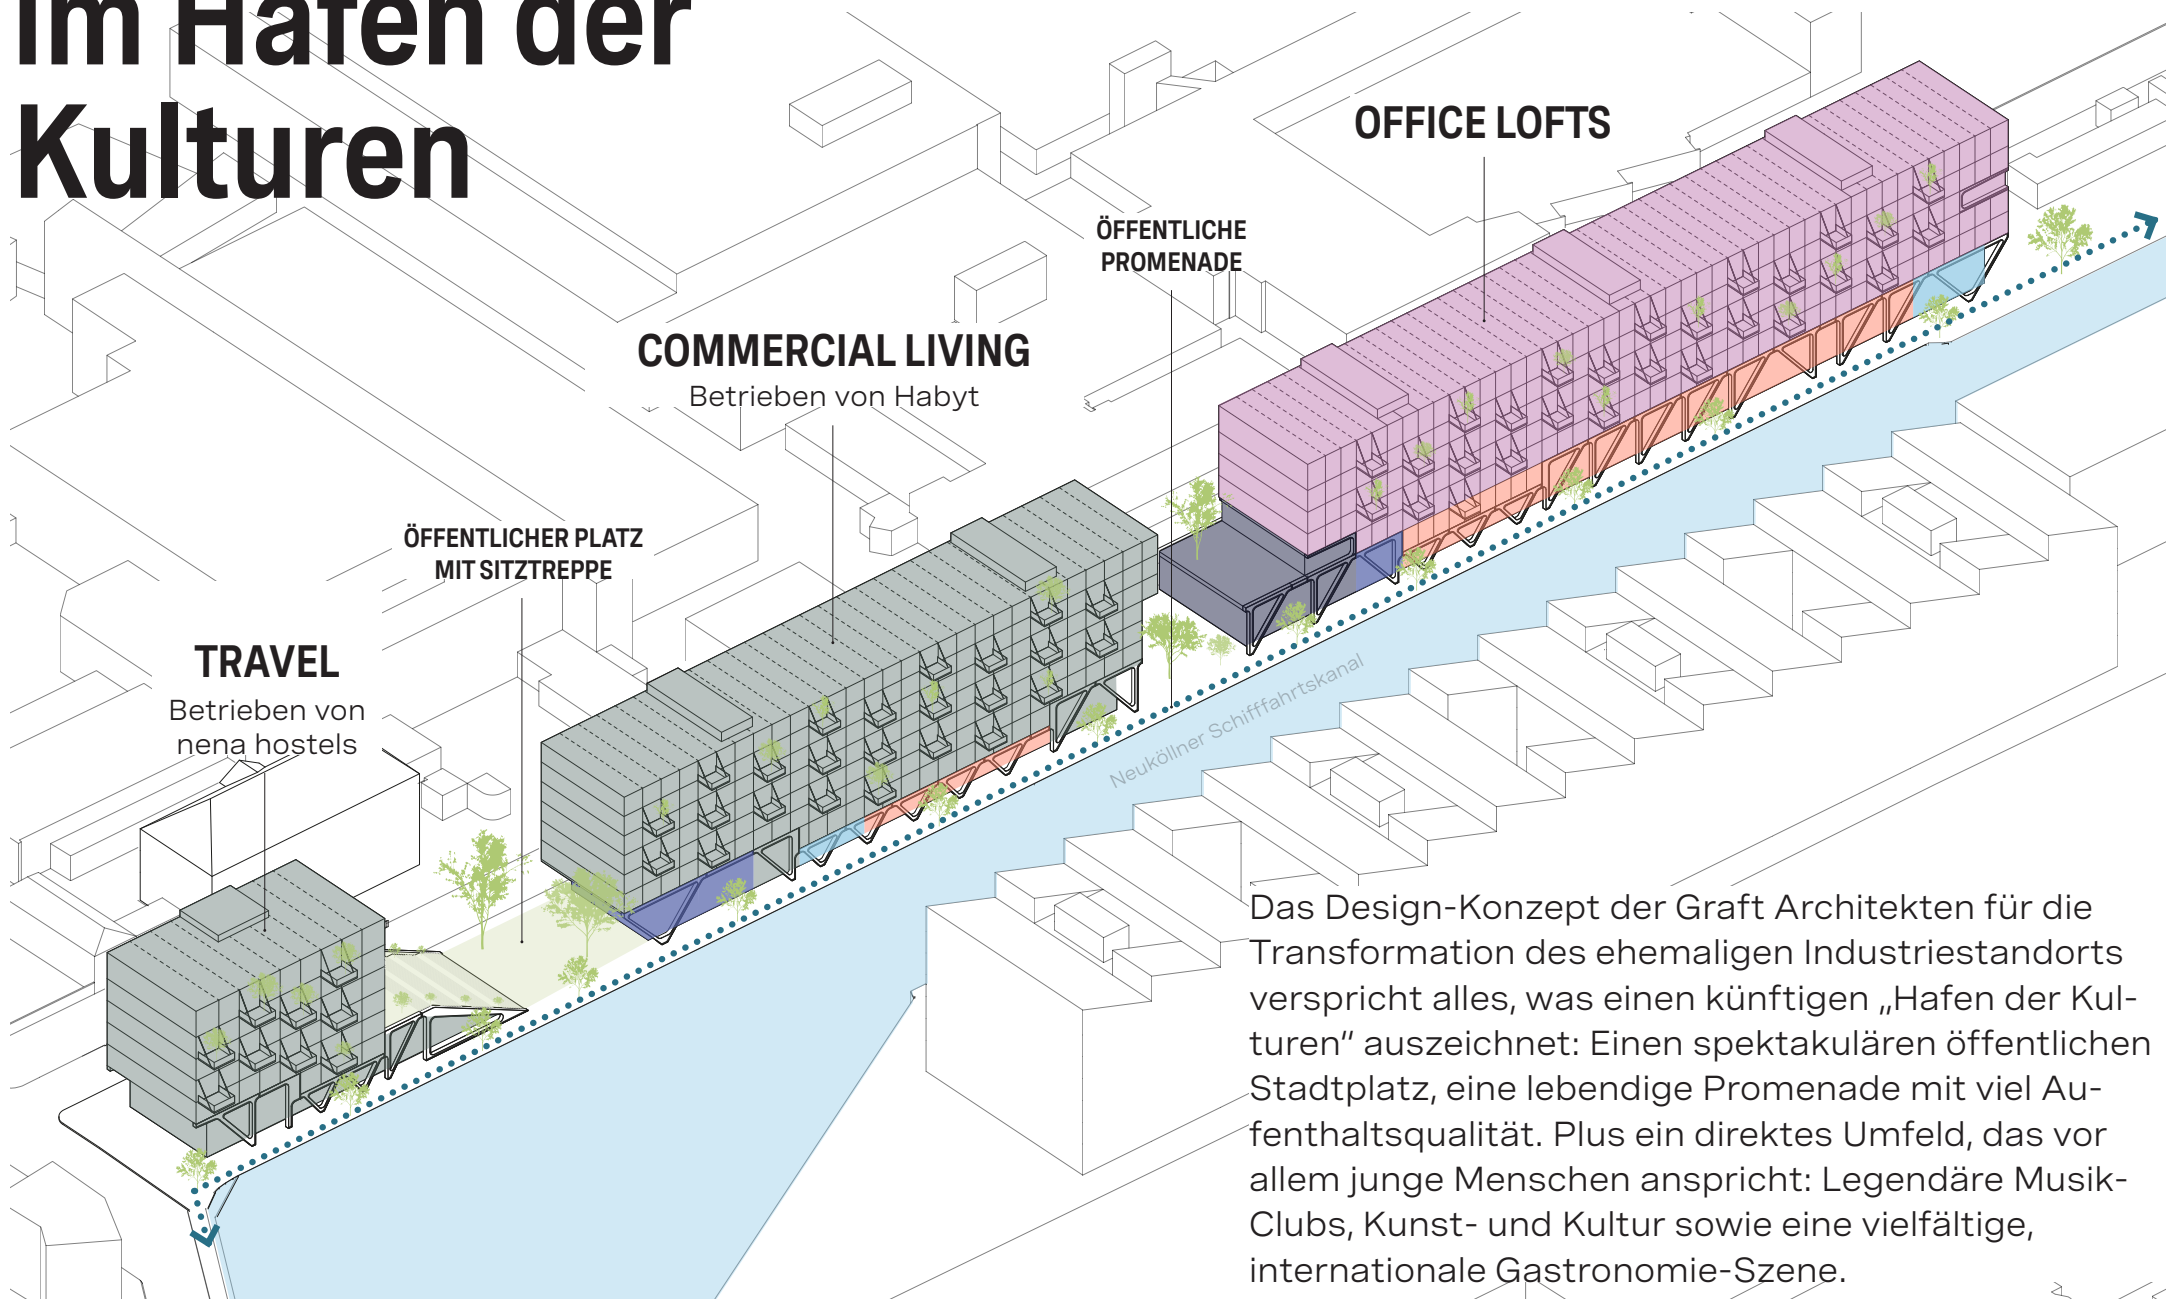 im Hafen der
Kulturen
OFFICE LOFTS
ÖFFENTLICHE
PROMENADE
COMMERCIAL LIVING
Betrieben von Habyt
ÖFFENTLICHER PLATZ
MIT SITZTREPPE
TRAVEL
Betrieben von
nena hostels
Neuköllner Schifffahrtskanal
Das Design-Konzept der Graft Architekten für die
Transformation des ehemaligen Industriestandorts
verspricht alles, was einen künftigen „Hafen der Kul-
turen“ auszeichnet: Einen spektakulären öffentlichen
Stadtplatz, eine lebendige Promenade mit viel Au-
fenthaltsqualität. Plus ein direktes Umfeld, das vor
allem junge Menschen anspricht: Legendäre Musik-
Clubs, Kunst- und Kultur sowie eine vielfältige,
internationale Gastronomie-Szene.